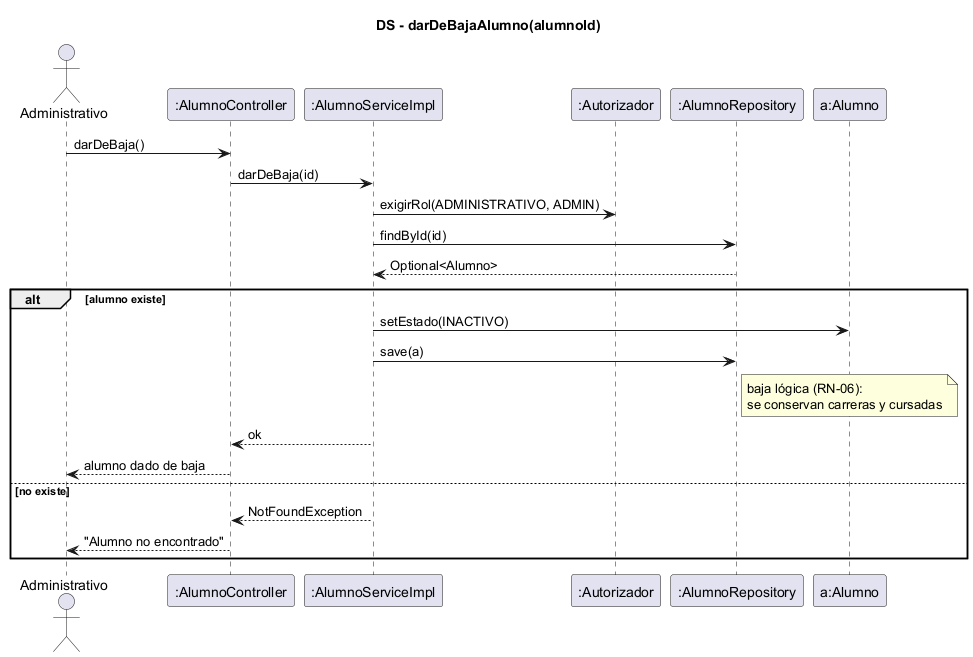 DS - darDeBajaAlumno(alumnoId)
Administrativo
:AlumnoController
:AlumnoServiceImpl
:Autorizador
:AlumnoRepository
a:Alumno
darDeBaja()
darDeBaja(id)
exigirRol(ADMINISTRATIVO, ADMIN)
findById(id)
Optional<Alumno>
alt
[alumno existe]
setEstado(INACTIVO)
save(a)
baja lógica (RN-06):
se conservan carreras y cursadas
ok
alumno dado de baja
[no existe]
NotFoundException
"Alumno no encontrado"
Administrativo
:AlumnoController
:AlumnoServiceImpl
:Autorizador
:AlumnoRepository
a:Alumno